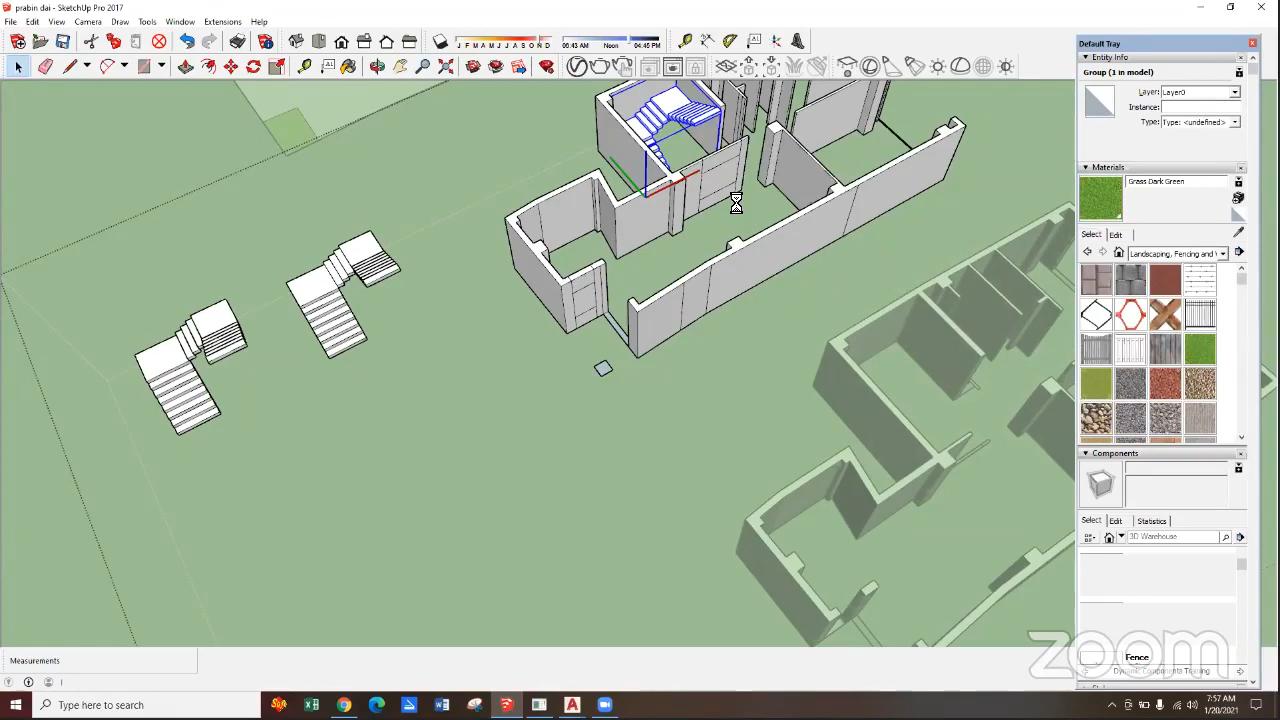 prabin dai - SketchUp Pro 2017
File Edit View Camera Draw Tools Window Extensions Help
J F M A M J J A S O N D
06:43 AM Noon 04:45 PM
Default Tray
Entity Info
Group (1 in model)
Layer: Layer0
Instance:
Type: Type: <undefined>
Materials
Grass Dark Green
Select Edit
Landscaping, Fencing and
Components
Select Edit Statistics
3D Warehouse
Fence
Dynamic Components Training
Measurements
zoom
Type here to search
7:57 AM
1/20/2021